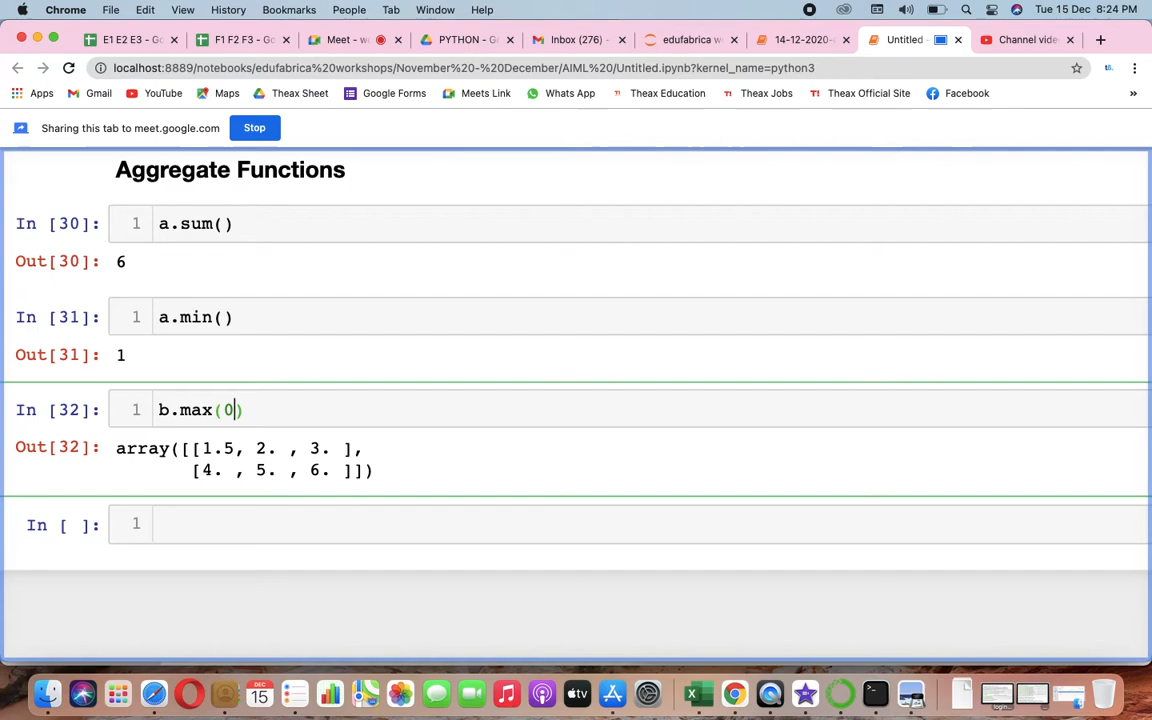 Chrome File Edit View History Bookmarks People Tab Window Help Tue 15 Dec 8:24 PM
E1 E2 E3 - Go F1 F2 F3 - Go Meet - w PYTHON - G Inbox (276) - edufabrica w 14-12-2020- Untitled - Channel vide
localhost:8889/notebooks/edufabrica%20workshops/November%20-%20December/AIML%20/Untitled.ipynb?kernel_name=python3
Apps Gmail YouTube Maps Theax Sheet Google Forms Meets Link Whats App Theax Education Theax Jobs Theax Official Site Facebook »
Sharing this tab to meet.google.com Stop
Aggregate Functions
In [30]: 1 a.sum()
Out[30]: 6
In [31]: 1 a.min()
Out[31]: 1
In [32]: 1 b.max(0)
Out[32]: array([[1.5, 2. , 3. ],
[4. , 5. , 6. ]])
In [ ]: 1
DEC
15
tv